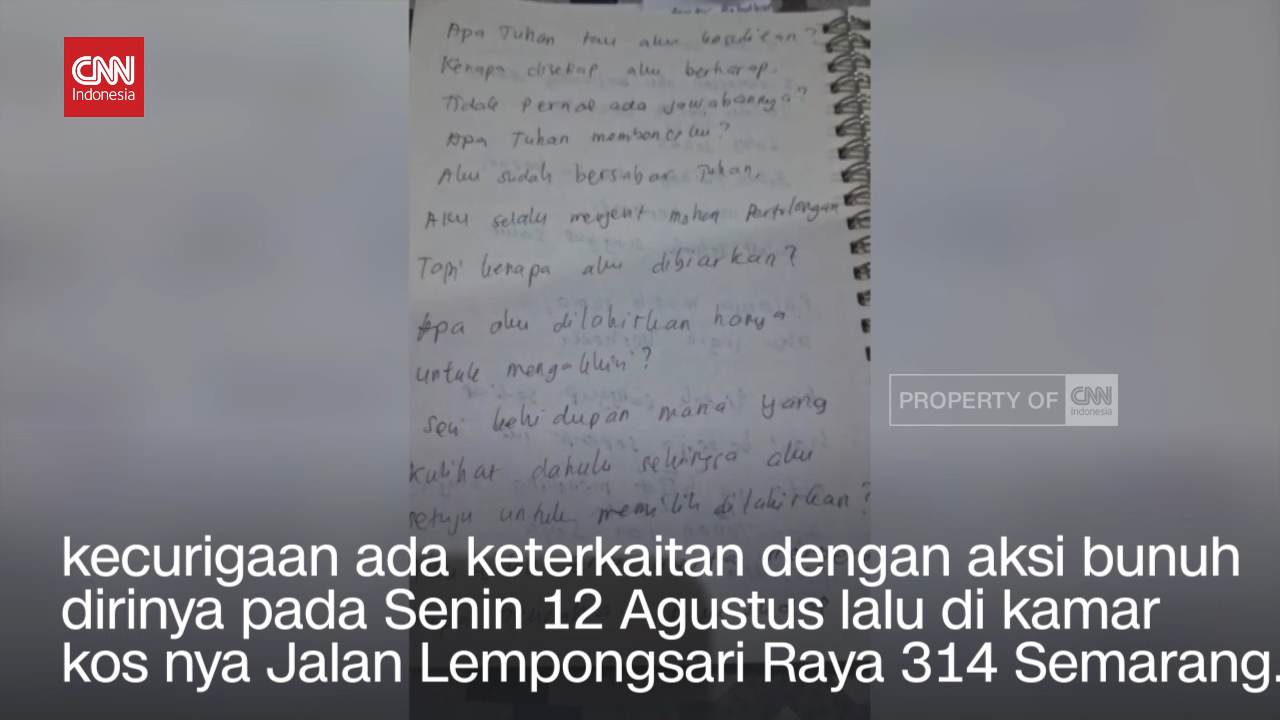 CNN
Indonesia
Apa Tuhan tau aku kesulitan?
Kenapa disetiap aku berharap.
Tidak Pernah ada jawabannya?
Apa Tuhan membenciku?
Aku sudah bersabar Tuhan.
Aku selalu menjerit mohon Pertolongan
Tapi kenapa aku dibiarkan?
Apa aku dilahirkan hanya
untuk mengakhiri?
sen kehidupan mana yang
kulihat dahulu sehingga aku
setuju untuk memilih dilahirkan?
PROPERTY OF CNN Indonesia
kecurigaan ada keterkaitan dengan aksi bunuh
dirinya pada Senin 12 Agustus lalu di kamar
kos nya Jalan Lempongsari Raya 314 Semarang.